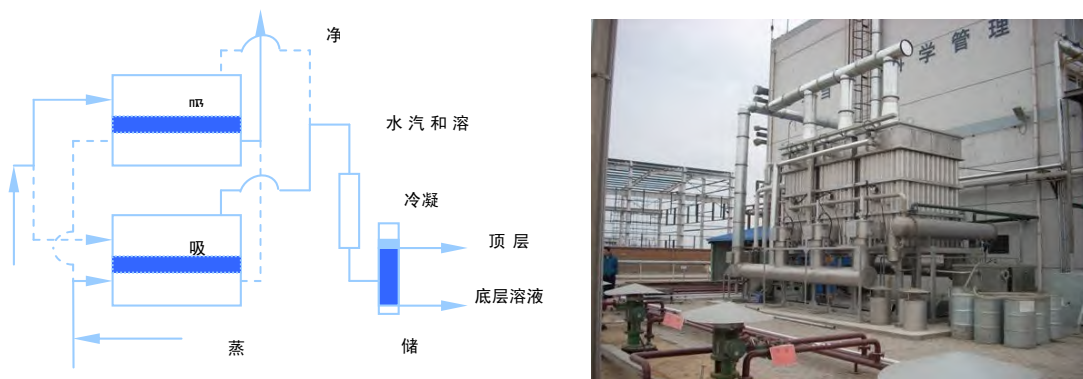 净
水 汽 和 溶
冷凝
吸
顶 层
底层溶液
蒸
储
学 管 理